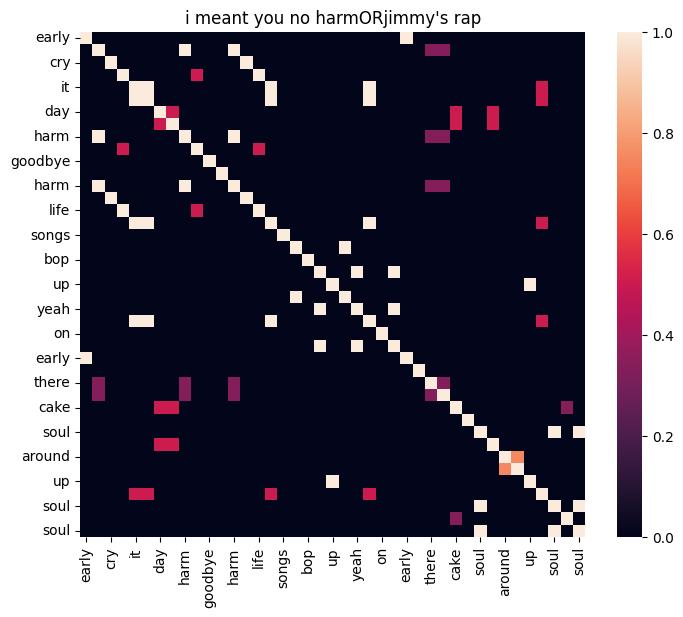 i meant you no harmORjimmy's rap
early
cry
it
day
harm
goodbye
harm
life
songs
bop
up
yeah
on
early
there
cake
soul
around
up
soul
soul
early
cry
it
day
harm
goodbye
harm
life
songs
bop
up
yeah
on
early
there
cake
soul
around
up
soul
soul
1.0
0.8
0.6
0.4
0.2
0.0